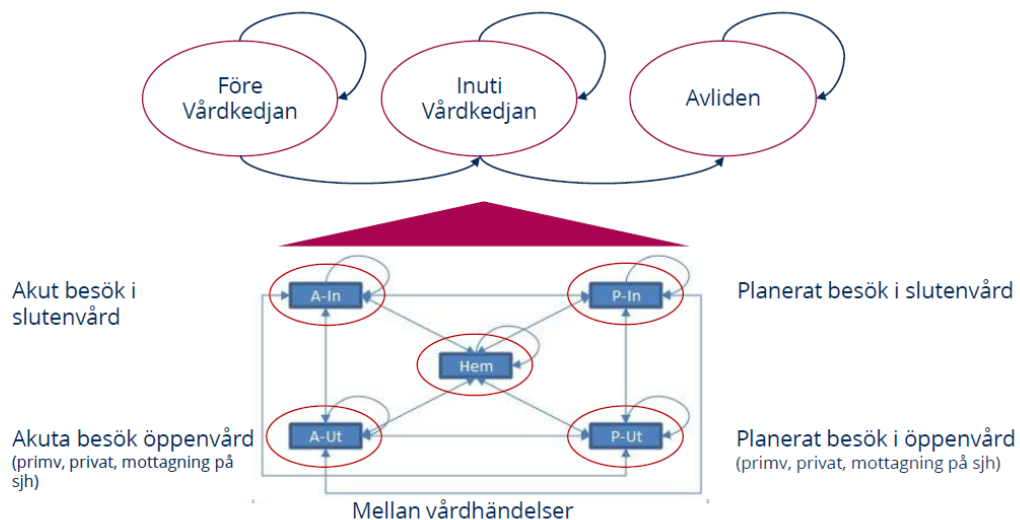 Före
Vårdkedjan
Inuti
Vårdkedjan
Avliden
Akut besök i
slutenvård
A-In
P-In
Planerat besök i slutenvård
Hem
Akuta besök öppenvård
(primv, privat, mottagning på
sjh)
A-Ut
P-Ut
Planerat besök i öppenvård
(primv, privat, mottagning på sjh)
Mellan vårdhändelser